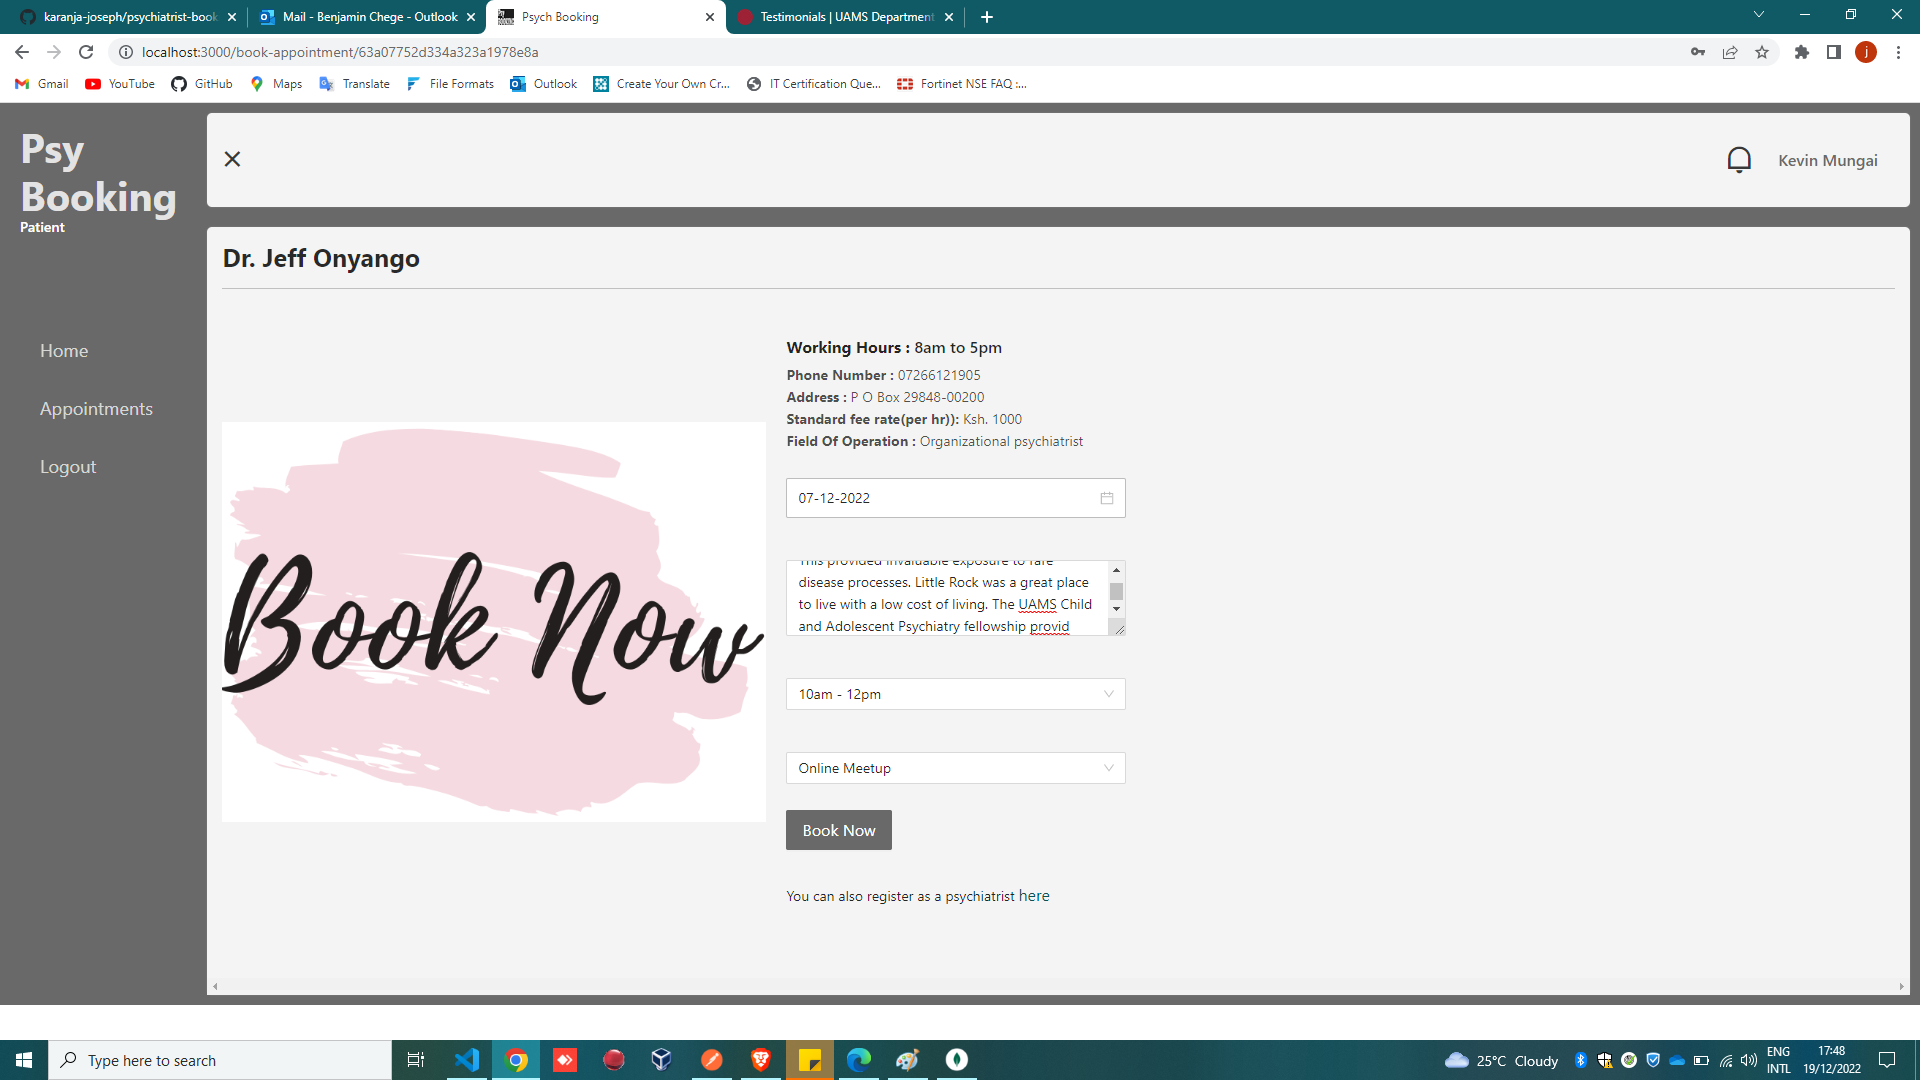 karanja-joseph/psychiatrist-book
Mail - Benjamin Chege - Outlook
Psych Booking
Testimonials | UAMS Department
localhost:3000/book-appointment/63a07752d334a323a1978e8a
j
Gmail
YouTube
GitHub
Maps
Translate
File Formats
Outlook
Create Your Own Cr...
IT Certification Que...
Fortinet NSE FAQ :...
Psy
Booking
Patient
Kevin Mungai
Home
Appointments
Logout
Dr. Jeff Onyango
Book Now
Working Hours : 8am to 5pm
Phone Number : 07266121905
Address : P O Box 29848-00200
Standard fee rate(per hr)): Ksh. 1000
Field Of Operation : Organizational psychiatrist
07-12-2022
This provided invaluable exposure to rare
disease processes. Little Rock was a great place
to live with a low cost of living. The UAMS Child
and Adolescent Psychiatry fellowship provid
10am - 12pm
Online Meetup
Book Now
You can also register as a psychiatrist here
Type here to search
25°C Cloudy
ENG
INTL
17:48
19/12/2022